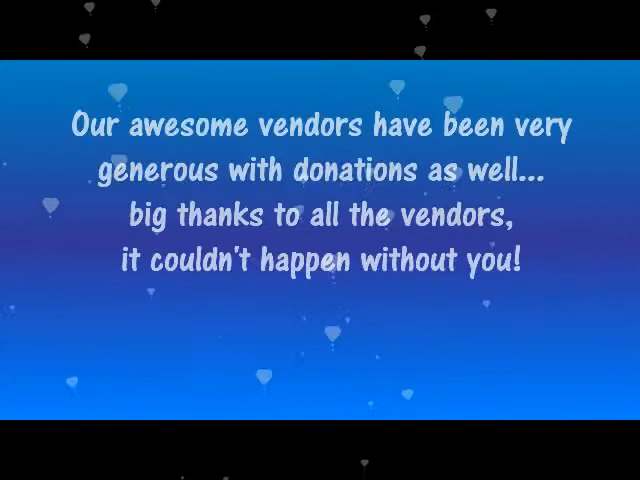 Our awesome vendors have been very
generous with donations as well...
big thanks to all the vendors,
it couldn't happen without you!